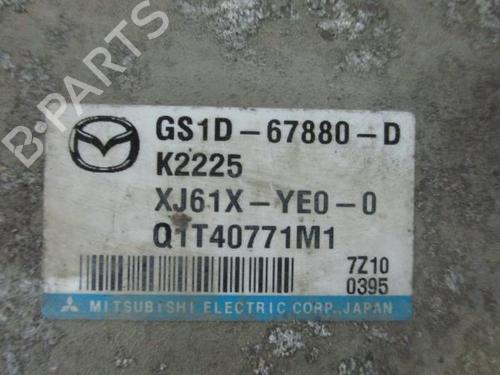 B-PARTS
GS1D-67880-D
K2225
XJ61X-YE0-0
Q1T40771M1
7Z10
0395
MITSUBISHI ELECTRIC CORP., JAPAN